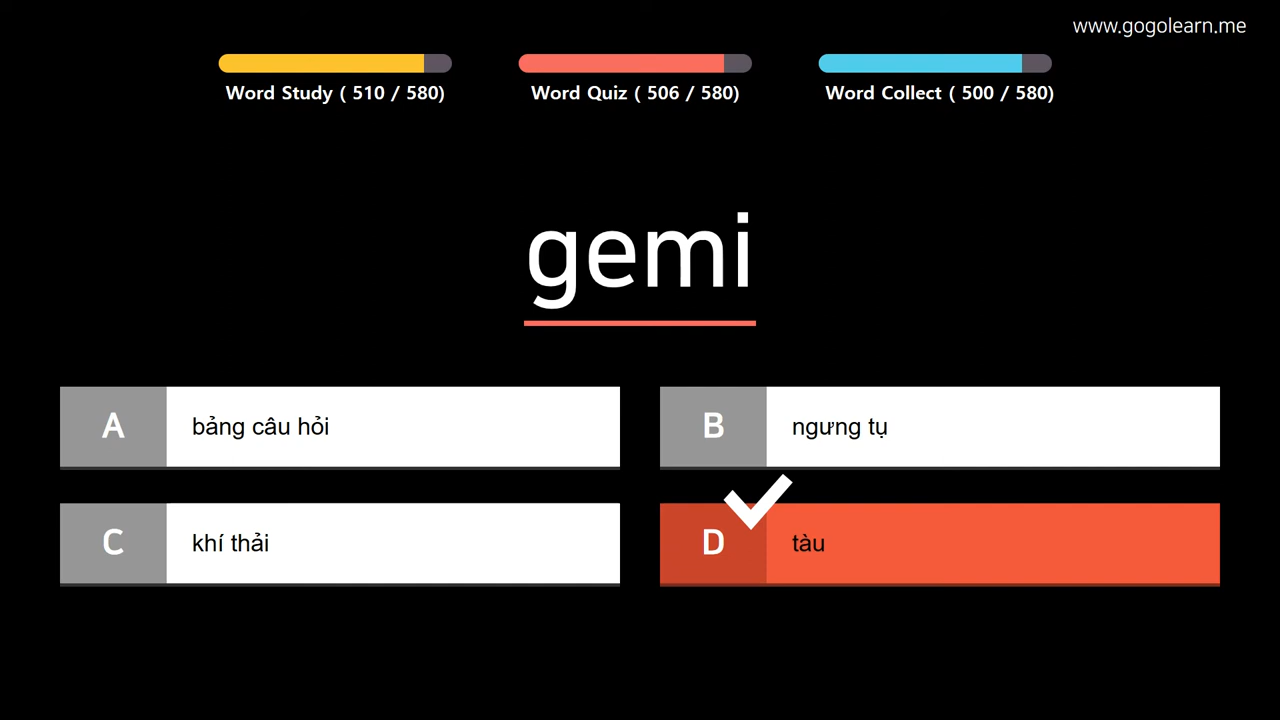 www.gogolearn.me
Word Study ( 510 / 580)
Word Quiz ( 506 / 580)
Word Collect ( 500 / 580)
gemi
A
bảng câu hỏi
B
ngưng tụ
C
khí thải
D
tàu